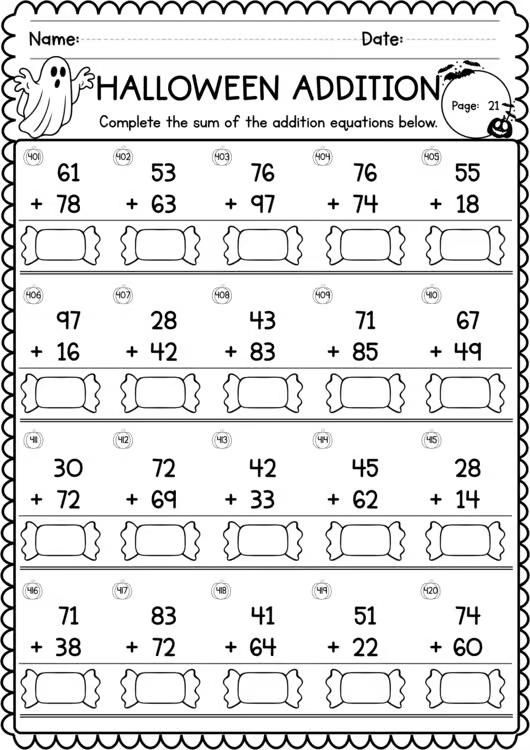 Name: Date:
HALLOWEEN ADDITION
Page: 21
Complete the sum of the addition equations below.
401 402 403 404 405
61 53 76 76 55
+ 78 + 63 + 97 + 74 + 18
406 407 408 409 410
97 28 43 71 67
+ 16 + 42 + 83 + 85 + 49
411 412 413 414 415
30 72 42 45 28
+ 72 + 69 + 33 + 62 + 14
416 417 418 419 420
71 83 41 51 74
+ 38 + 72 + 64 + 22 + 60